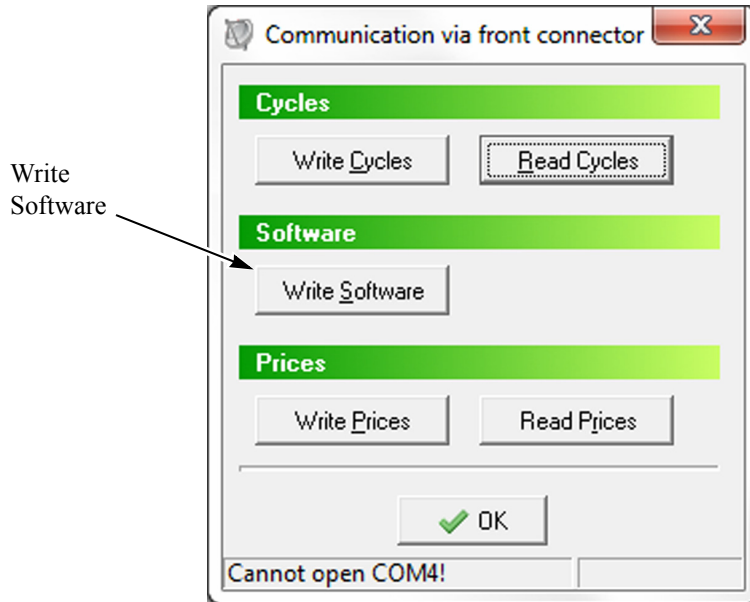 Communication via front connector
Cycles
Write Cycles Read Cycles
Write
Software
Software
Write Software
Prices
Write Prices Read Prices
OK
Cannot open COM4!